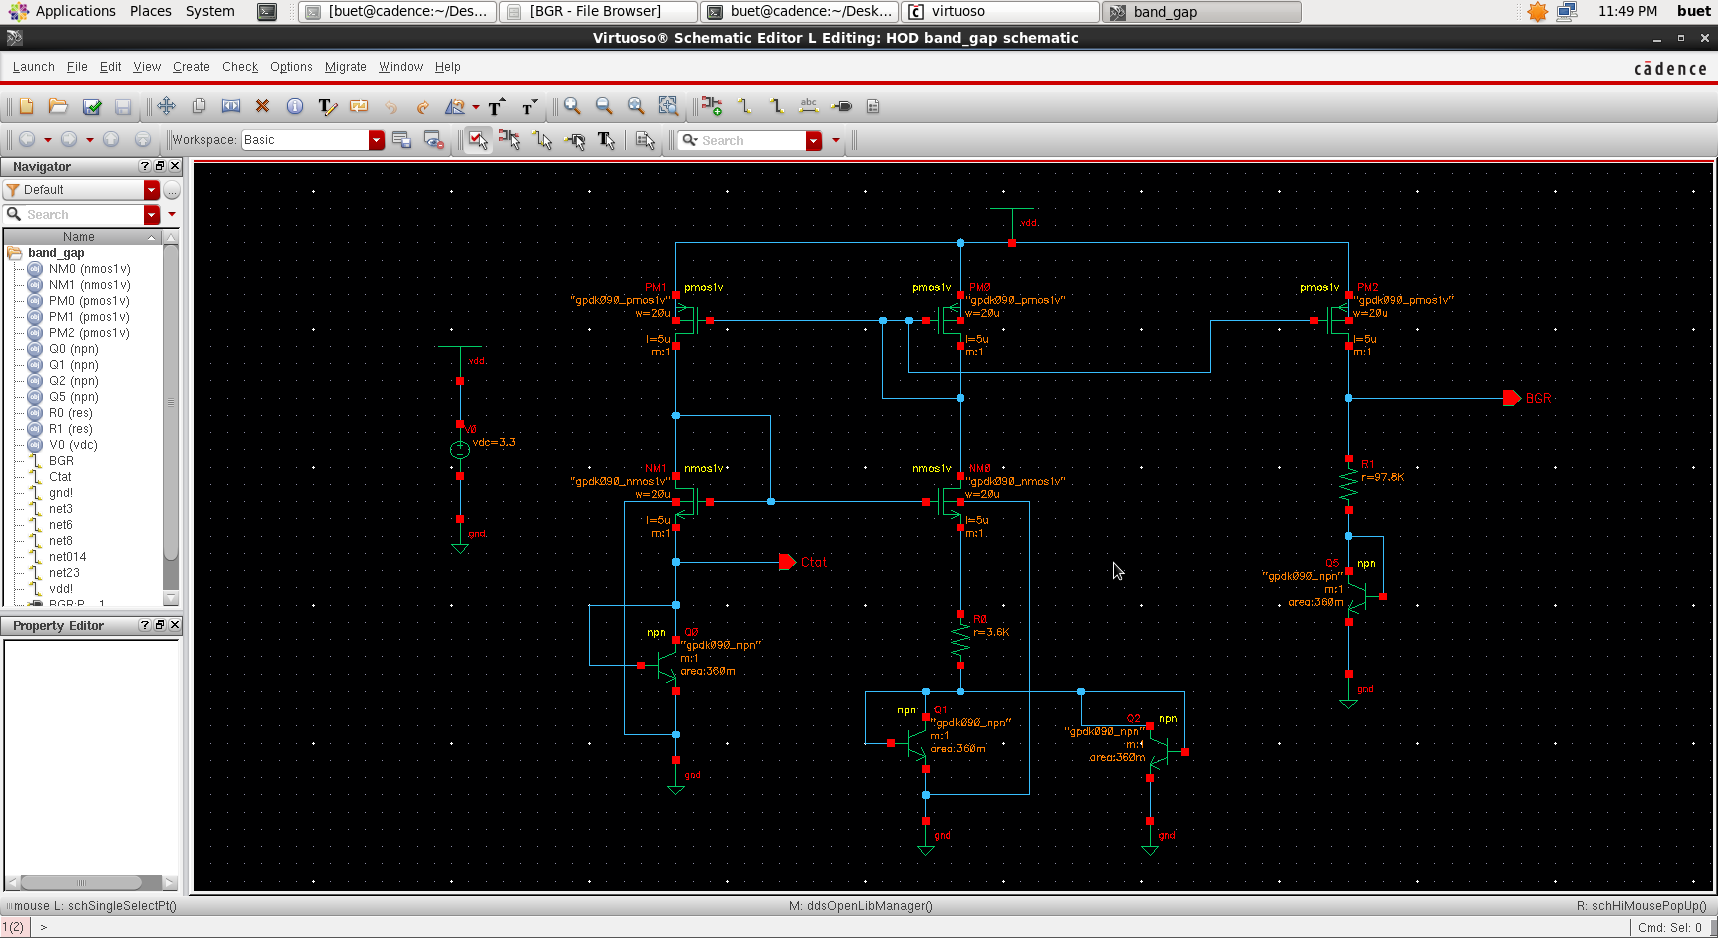 Applications Places System [buet@cadence:~/Des... [BGR - File Browser] buet@cadence:~/Desk... virtuoso band_gap 11:49 PM buet
Virtuoso® Schematic Editor L Editing: HOD band_gap schematic
Launch File Edit View Create Check Options Migrate Window Help
cādence
Workspace: Basic
Search
Navigator
Default
Search
Name
band_gap
NM0 (nmos1v)
NM1 (nmos1v)
PM0 (pmos1v)
PM1 (pmos1v)
PM2 (pmos1v)
Q0 (npn)
Q1 (npn)
Q2 (npn)
Q5 (npn)
R0 (res)
R1 (res)
V0 (vdc)
BGR
Ctat
gnd!
net3
net6
net8
net014
net23
vdd!
Property Editor
vdd
PM1 pmos1v
"gpdk090_pmos1v"
w=20u
l=5u
m:1
pmos1v PM0
"gpdk090_pmos1v"
w=20u
l=5u
m:1
pmos1v PM2
"gpdk090_pmos1v"
w=20u
l=5u
m:1
vdd
V0
vdc=3.3
gnd
BGR
NM1 nmos1v
"gpdk090_nmos1v"
w=20u
l=5u
m:1
nmos1v NM0
"gpdk090_nmos1v"
w=20u
l=5u
m:1
R1
r=97.8K
Ctat
Q5 npn
"gpdk090_npn"
m:1
area:360m
gnd
npn Q0
"gpdk090_npn"
m:1
area:360m
gnd
R0
r=3.6K
npn Q1
"gpdk090_npn"
m:1
area:360m
gnd
Q2 npn
"gpdk090_npn"
area:360m
gnd
mouse L: schSingleSelectPt() M: ddsOpenLibManager() R: schHiMousePopUp()
1(2) > Cmd: Sel: 0